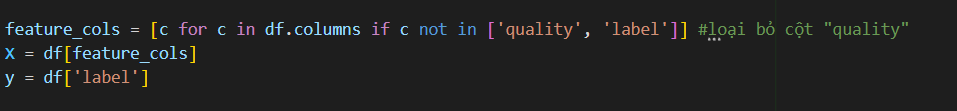 feature_cols = [c for c in df.columns if c not in ['quality', 'label']] #loại bỏ cột "quality"
X = df[feature_cols]
y = df['label']